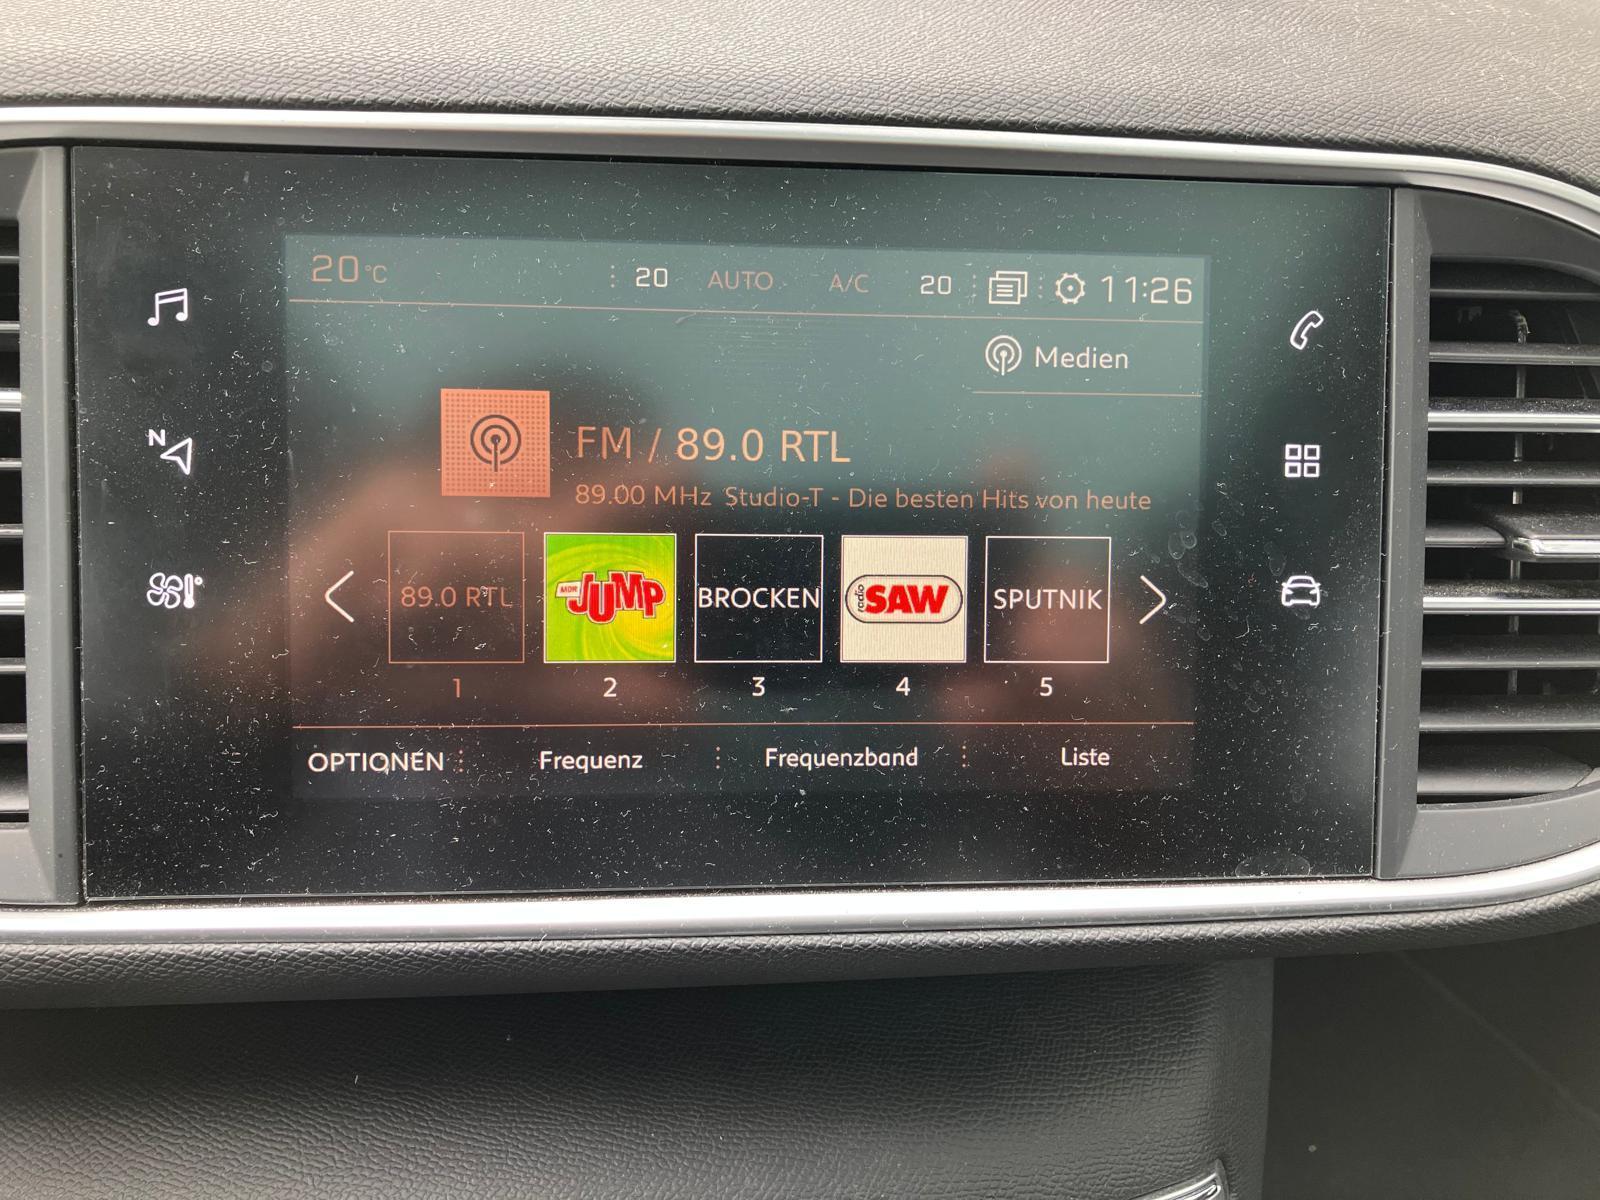 20°C 20 AUTO A/C 20 11:26
Medien
FM / 89.0 RTL
89.00 MHz Studio-T - Die besten Hits von heute
N
89.0 RTL MDR JUMP BROCKEN radio SAW SPUTNIK
1 2 3 4 5
OPTIONEN Frequenz Frequenzband Liste